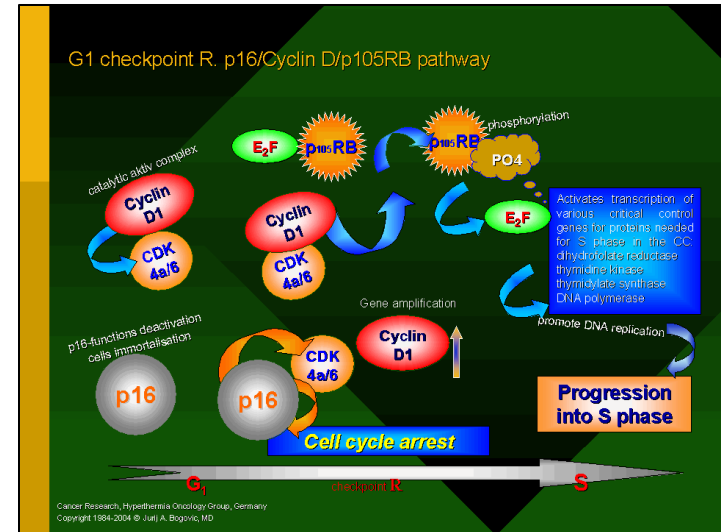 G1 checkpoint R. p16/Cyclin D/p105RB pathway
catalytic aktiv complex
Cyclin
D1
CDK
4a/6
E2F
p105RB
Cyclin
D1
CDK
4a/6
p105RB
phosphorylation
PO4
E2F
Activates transcription of
various critical control
genes for proteins needed
for S phase in the CC:
dihydrofolate reductase
thymidine kinase
thymidylate synthase
DNA polymerase
promote DNA replication
Progression
into S phase
Gene amplification
Cyclin
D1
p16-functions deactivation
cells immortalisation
p16
p16
CDK
4a/6
Cell cycle arrest
G1
checkpoint R
S
Cancer Research, Hyperthermia Oncology Group, Germany
Copyright 1984-2004 © Jurij A. Bogovic, MD